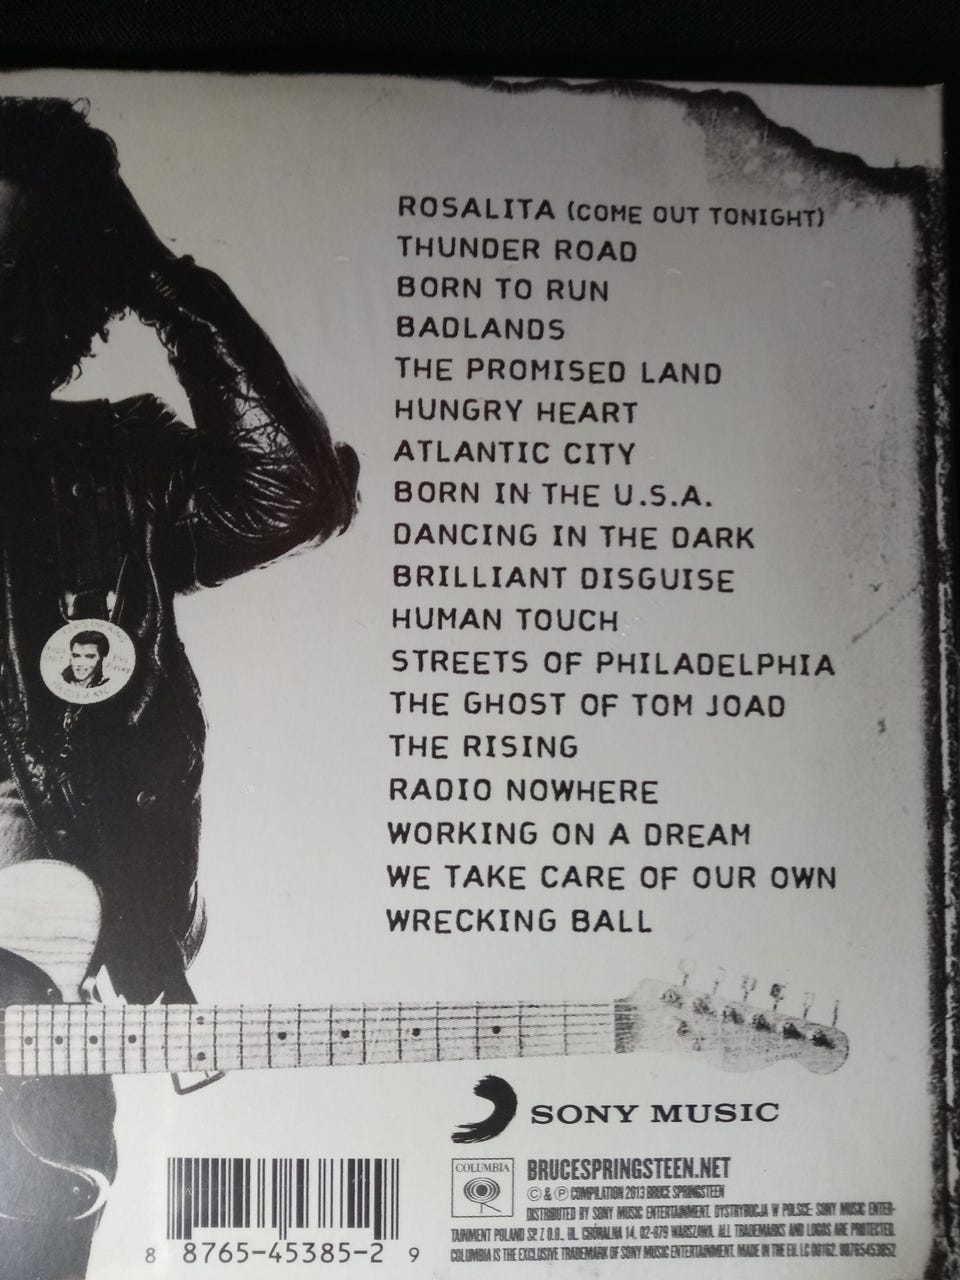 ROSALITA (COME OUT TONIGHT)
THUNDER ROAD
BORN TO RUN
BADLANDS
THE PROMISED LAND
HUNGRY HEART
ATLANTIC CITY
BORN IN THE U.S.A.
DANCING IN THE DARK
BRILLIANT DISGUISE
HUMAN TOUCH
STREETS OF PHILADELPHIA
THE GHOST OF TOM JOAD
THE RISING
RADIO NOWHERE
WORKING ON A DREAM
WE TAKE CARE OF OUR OWN
WRECKING BALL
SONY MUSIC
COLUMBIA
BRUCESPRINGSTEEN.NET
© & ℗ COMPILATION 2013 BRUCE SPRINGSTEEN
DISTRIBUTED BY SONY MUSIC ENTERTAINMENT. DYSTRYBUCJA W POLSCE: SONY MUSIC ENTER-
TAINMENT POLAND SP. Z O.O., UL. CHÓRALNA 14, 02-879 WARSZAWA. ALL TRADEMARKS AND LOGOS ARE PROTECTED.
COLUMBIA IS THE EXCLUSIVE TRADEMARK OF SONY MUSIC ENTERTAINMENT. MADE IN THE EU. LC 00162. 88765453852
8 8765-45385-2 9